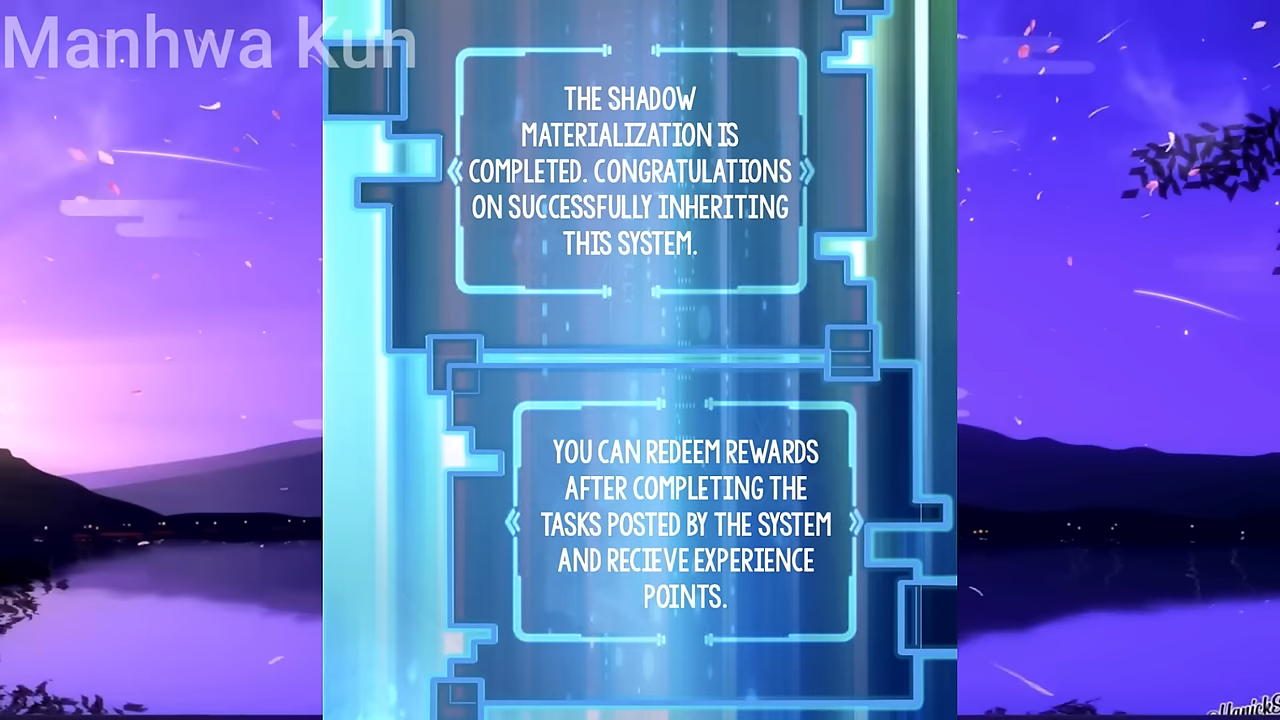 Manhwa Kun
THE SHADOW
MATERIALIZATION IS
COMPLETED. CONGRATULATIONS
ON SUCCESSFULLY INHERITING
THIS SYSTEM.
YOU CAN REDEEM REWARDS
AFTER COMPLETING THE
TASKS POSTED BY THE SYSTEM
AND RECIEVE EXPERIENCE
POINTS.